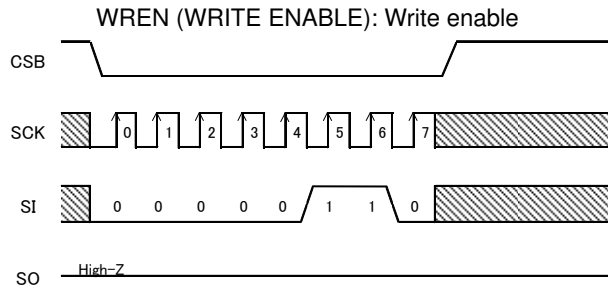 WREN (WRITE ENABLE): Write enable
CSB
SCK 0 1 2 3 4 5 6 7
SI 0 0 0 0 0 1 1 0
SO High-Z